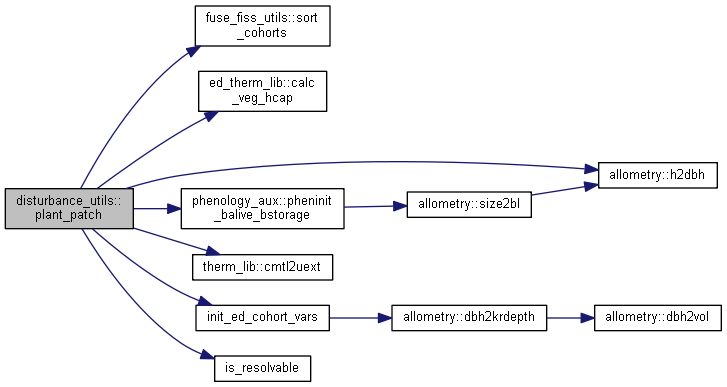 fuse_fiss_utils::sort
_cohorts
ed_therm_lib::calc
_veg_hcap
allometry::h2dbh
disturbance_utils::
plant_patch
phenology_aux::pheninit
_balive_bstorage
allometry::size2bl
therm_lib::cmtl2uext
init_ed_cohort_vars
allometry::dbh2krdepth
allometry::dbh2vol
is_resolvable